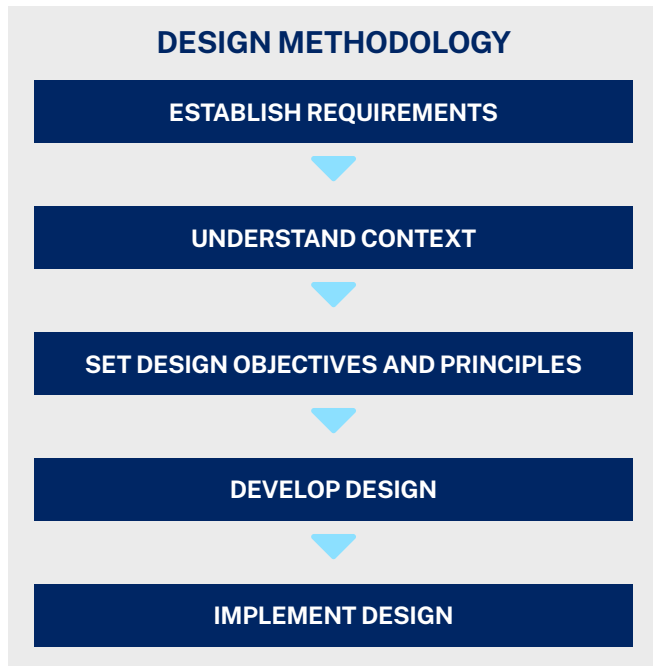 DESIGN METHODOLOGY
ESTABLISH REQUIREMENTS
UNDERSTAND CONTEXT
SET DESIGN OBJECTIVES AND PRINCIPLES
DEVELOP DESIGN
IMPLEMENT DESIGN